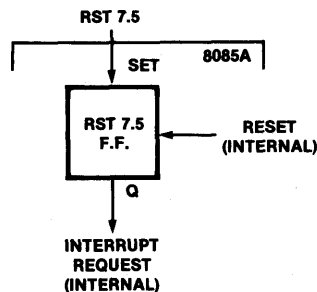 RST 7.5
8085A
SET
RST 7.5
F.F.
RESET
(INTERNAL)
Q
INTERRUPT
REQUEST
(INTERNAL)